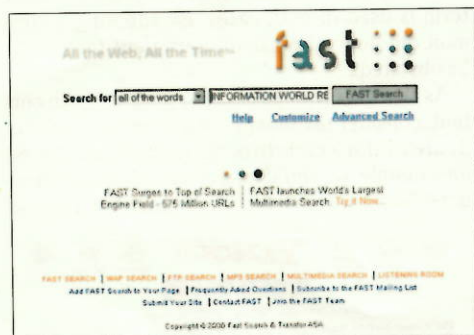 All the Web, All the Time™
fast
Search for all of the words INFORMATION WORLD RE FAST Search
Help Customize Advanced Search
FAST Surges to Top of Search Engine Field - 575 Million URLs
FAST launches World's Largest Multimedia Search. Try it Now...
FAST SEARCH | WAP SEARCH | FTP SEARCH | MP3 SEARCH | MULTIMEDIA SEARCH | LISTENING ROOM
Add FAST Search to Your Page | Frequently Asked Questions | Subscribe to the FAST Mailing List
Submit Your Site | Contact FAST | Join the FAST Team
Copyright © 2000 Fast Search & Transfer ASA